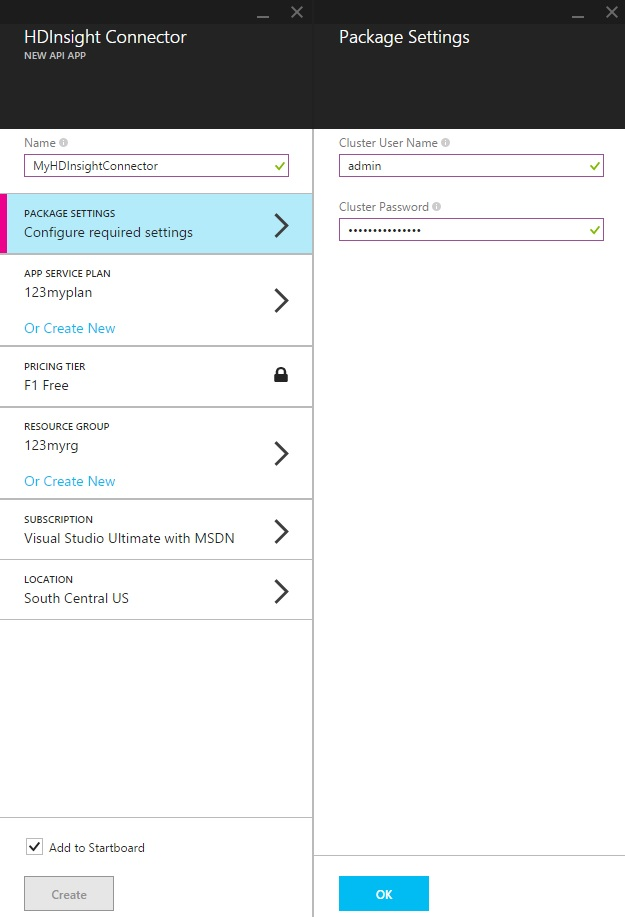 HDInsight Connector
NEW API APP
Name
MyHDInsightConnector
PACKAGE SETTINGS
Configure required settings
APP SERVICE PLAN
123myplan
Or Create New
PRICING TIER
F1 Free
RESOURCE GROUP
123myrg
Or Create New
SUBSCRIPTION
Visual Studio Ultimate with MSDN
LOCATION
South Central US
Add to Startboard
Create
Package Settings
Cluster User Name
admin
Cluster Password
•••••••••••••••
OK